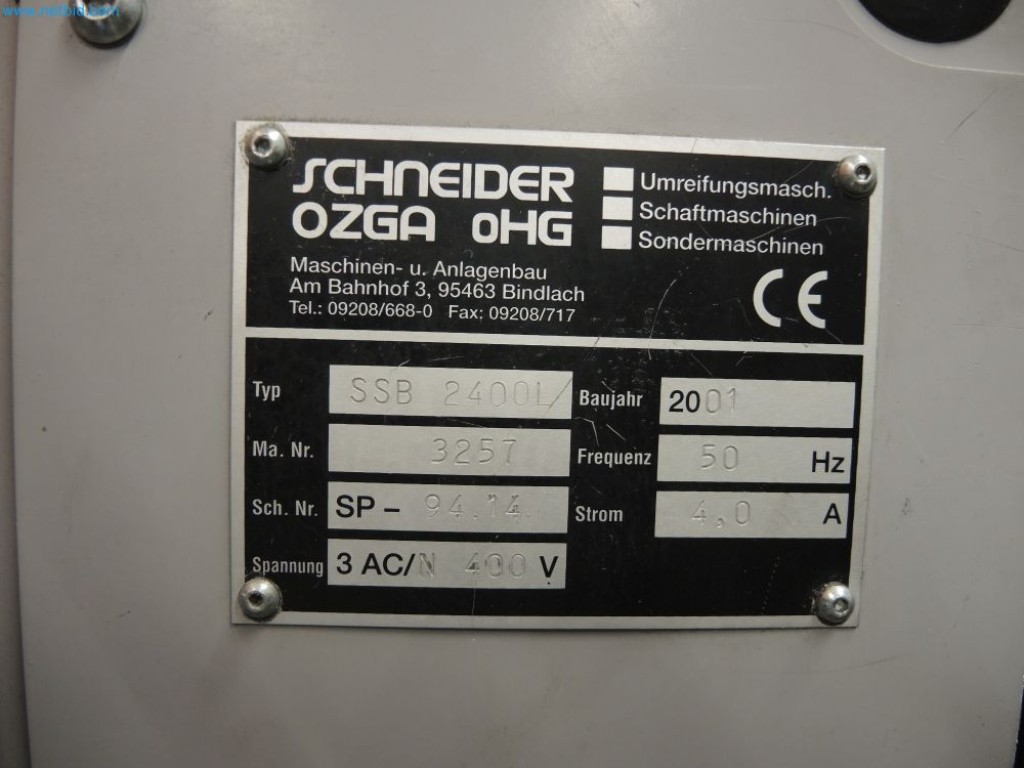 www.netbid.com
SCHNEIDER
OZGA oHG
Umreifungsmasch.
Schaftmaschinen
Sondermaschinen
Maschinen- u. Anlagenbau
Am Bahnhof 3, 95463 Bindlach
Tel.: 09208/668-0 Fax: 09208/717
CE
Typ SSB 2400L Baujahr 2001
Ma. Nr. 3257 Frequenz 50 Hz
Sch. Nr. SP- 94.14. Strom 4,0 A
Spannung 3 AC/N 400 V